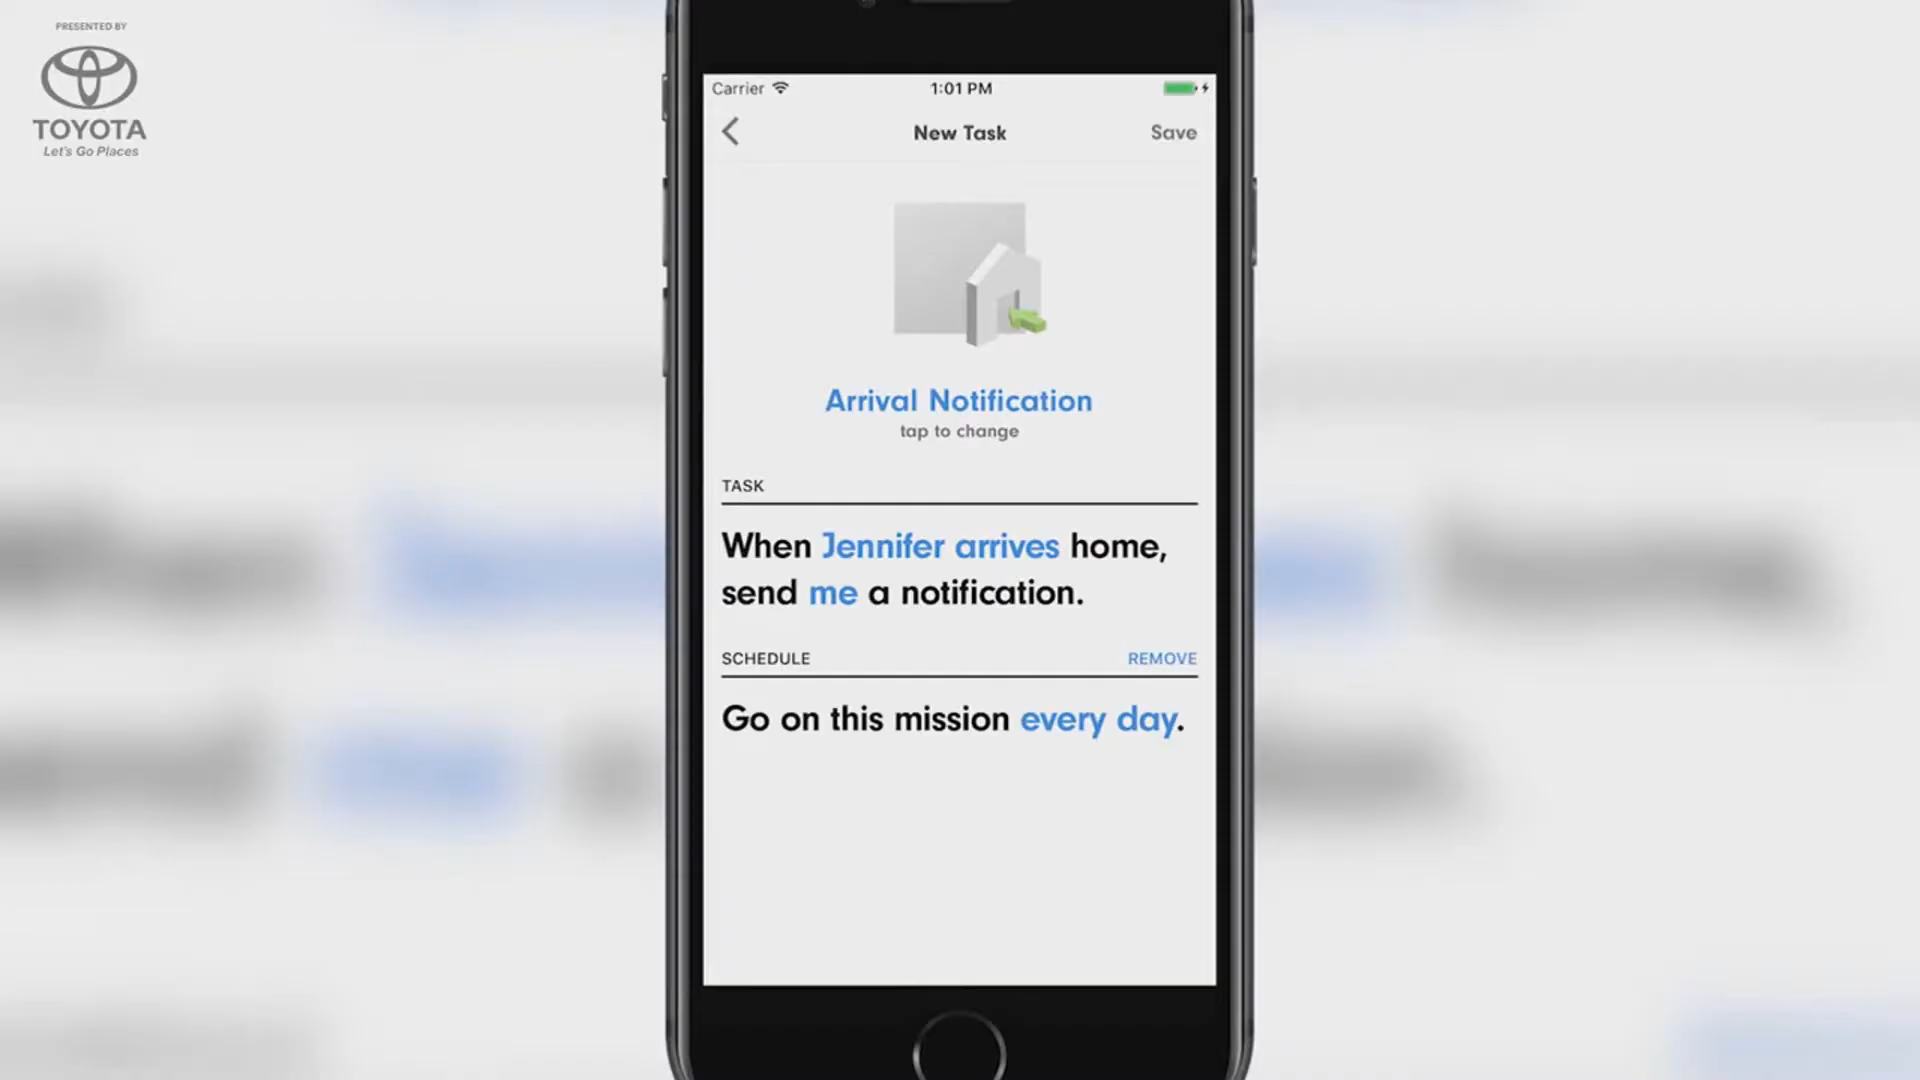 PRESENTED BY
TOYOTA
Let's Go Places
Carrier
1:01 PM
New Task
Save
Arrival Notification
tap to change
TASK
When Jennifer arrives home,
send me a notification.
SCHEDULE
REMOVE
Go on this mission every day.